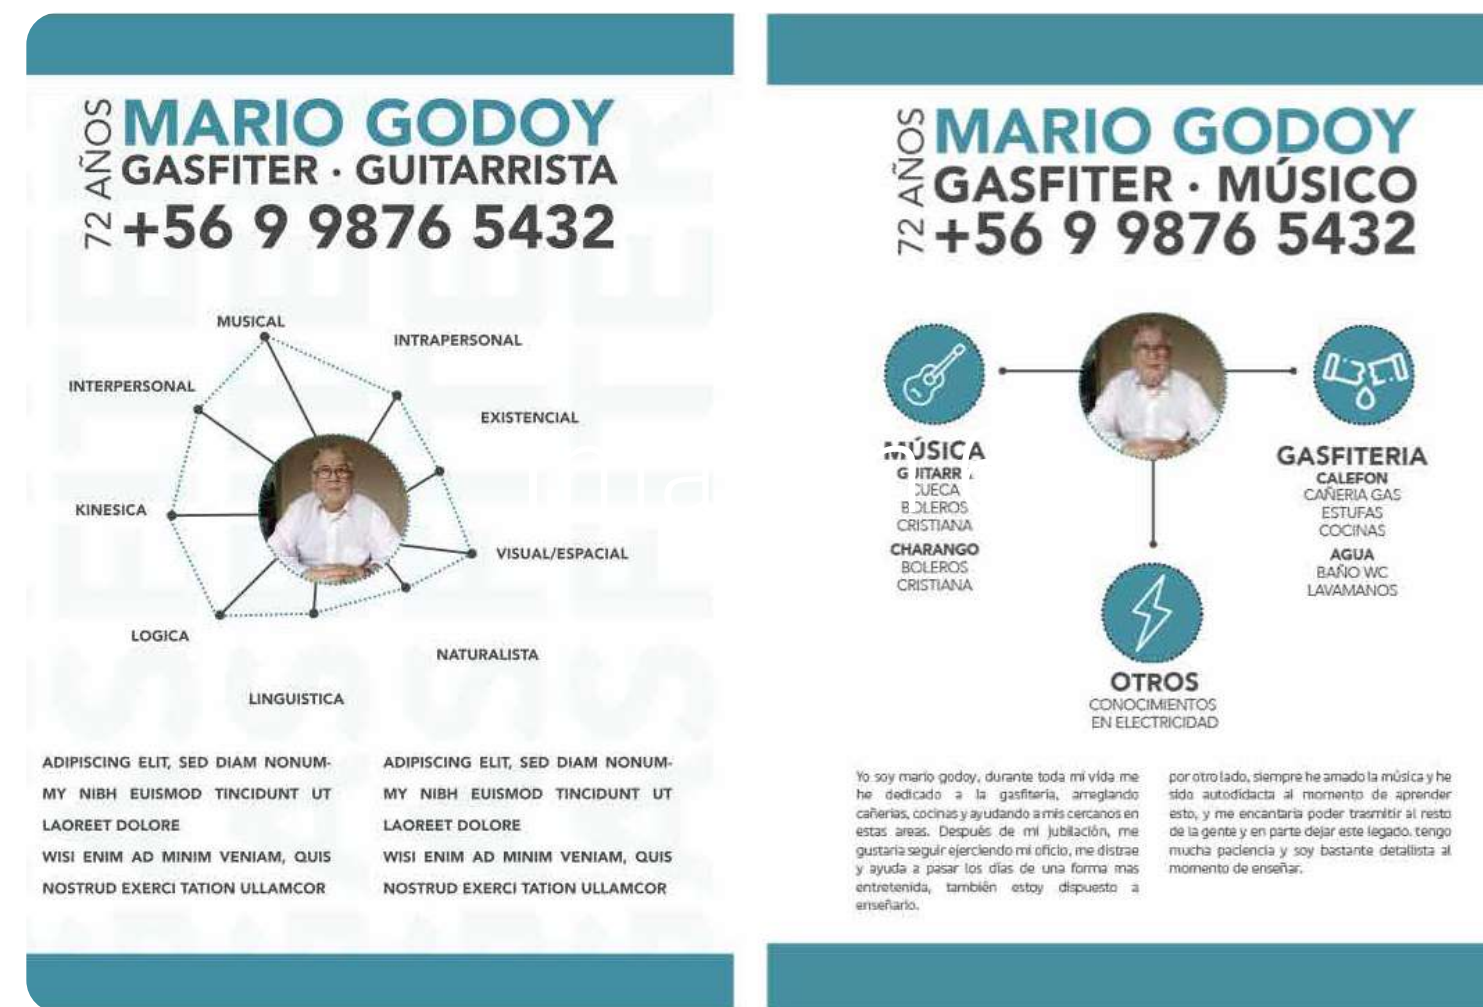 72 AÑOS
MARIO GODOY
GASFITER · GUITARRISTA
+56 9 9876 5432
MUSICAL
INTRAPERSONAL
INTERPERSONAL
EXISTENCIAL
KINESICA
VISUAL/ESPACIAL
LOGICA
NATURALISTA
LINGUISTICA
ADIPISCING ELIT, SED DIAM NONUM-
MY NIBH EUISMOD TINCIDUNT UT
LAOREET DOLORE
WISI ENIM AD MINIM VENIAM, QUIS
NOSTRUD EXERCI TATION ULLAMCOR
ADIPISCING ELIT, SED DIAM NONUM-
MY NIBH EUISMOD TINCIDUNT UT
LAOREET DOLORE
WISI ENIM AD MINIM VENIAM, QUIS
NOSTRUD EXERCI TATION ULLAMCOR
72 AÑOS
MARIO GODOY
GASFITER · MÚSICO
+56 9 9876 5432
MÚSICA
GUITARRA
CUECA
BOLEROS
CRISTIANA
CHARANGO
BOLEROS
CRISTIANA
GASFITERIA
CALEFON
CAÑERIA GAS
ESTUFAS
COCINAS
AGUA
BAÑO WC
LAVAMANOS
OTROS
CONOCIMIENTOS
EN ELECTRICIDAD
Yo soy mario godoy, durante toda mi vida me
he dedicado a la gasfitería, arreglando
cañerias, cocinas y ayudando a mis cercanos en
estas areas. Después de mi jubilación, me
gustaria seguir ejerciendo mi oficio, me distrae
y ayuda a pasar los días de una forma mas
entretenida, también estoy dispuesto a
enseñarlo.
por otro lado, siempre he amado la música y he
sido autodidacta al momento de aprender
esto, y me encantaria poder trasmitir al resto
de la gente y en parte dejar este legado. tengo
mucha paciencia y soy bastante detallista al
momento de enseñar.